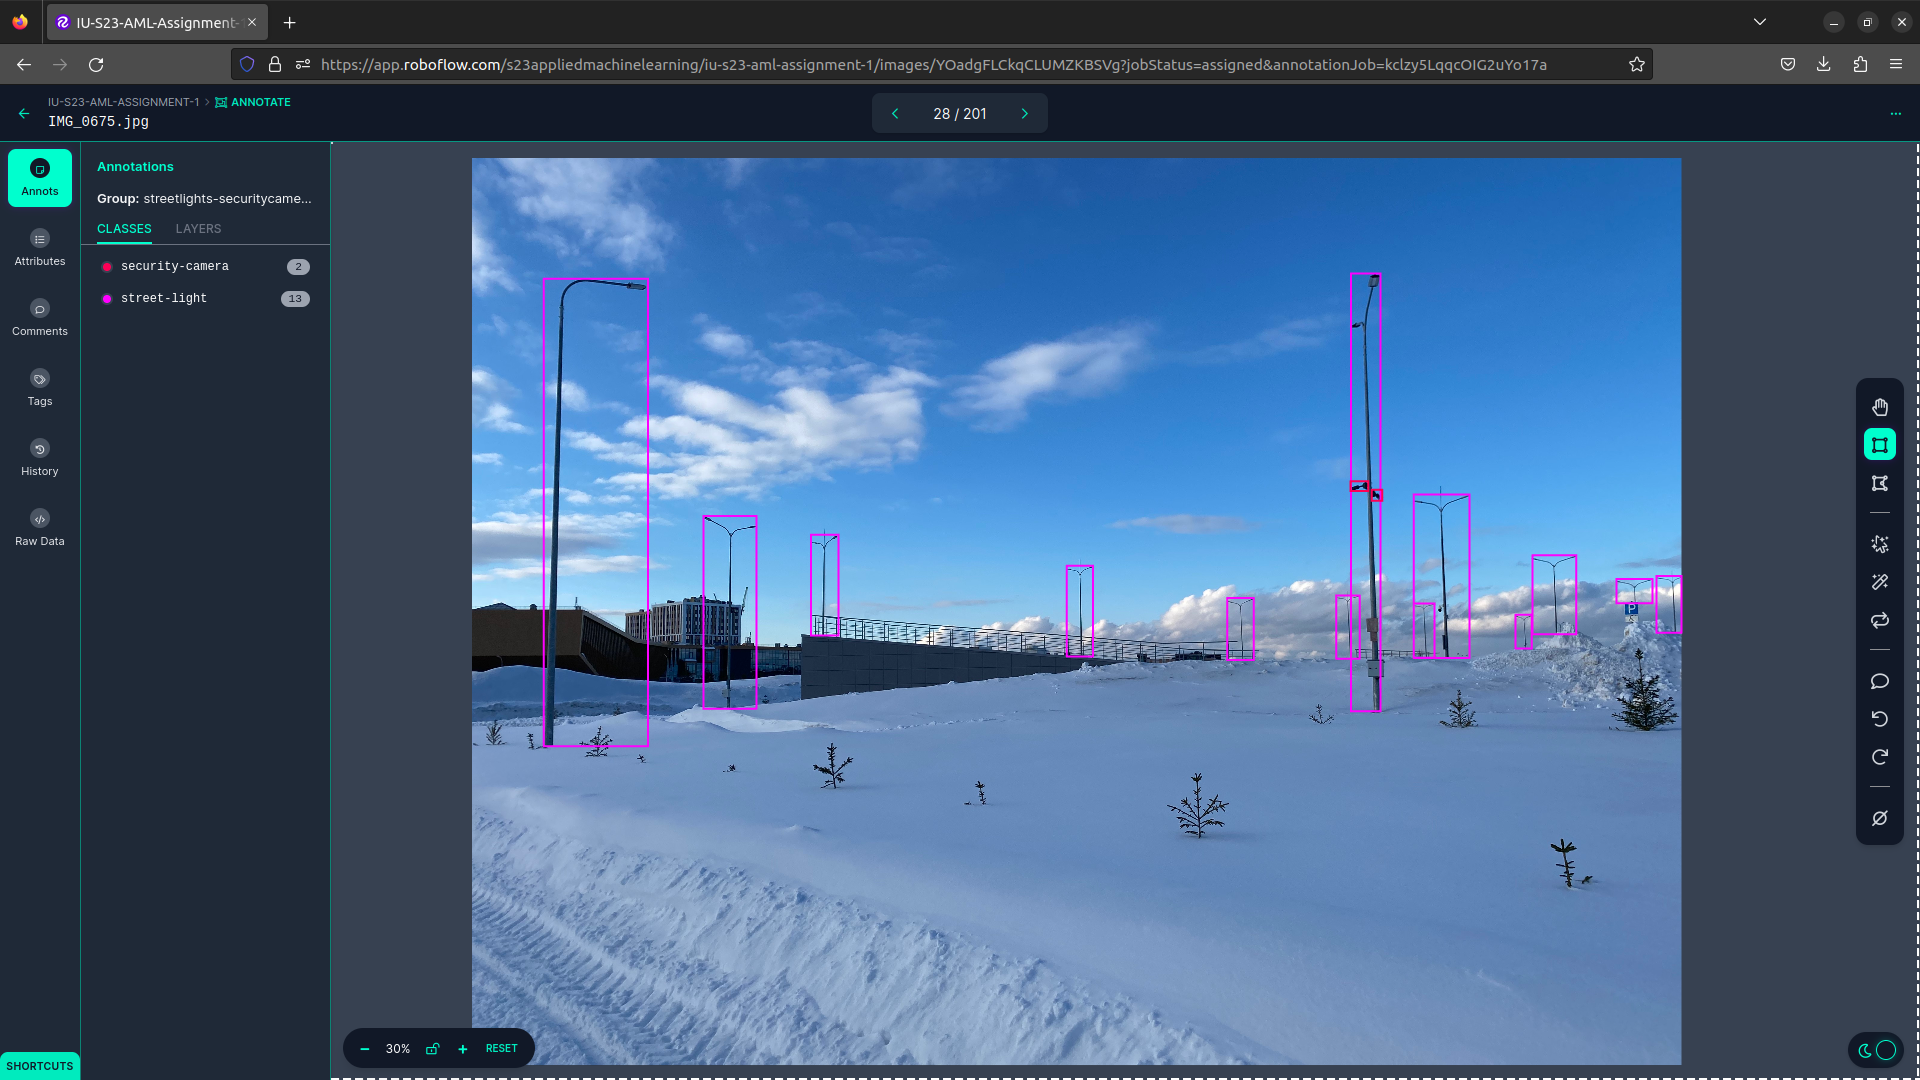 IU-S23-AML-Assignment-
https://app.roboflow.com/s23appliedmachinelearning/iu-s23-aml-assignment-1/images/YOadgFLCkqCLUMZKBSVg?jobStatus=assigned&annotationJob=kclzy5LqqcOIG2uYo17a
IU-S23-AML-ASSIGNMENT-1 > ANNOTATE
IMG_0675.jpg
28 / 201
Annots
Attributes
Comments
Tags
History
Raw Data
SHORTCUTS
Annotations
Group: streetlights-securitycame...
CLASSES LAYERS
security-camera 2
street-light 13
P
30% RESET